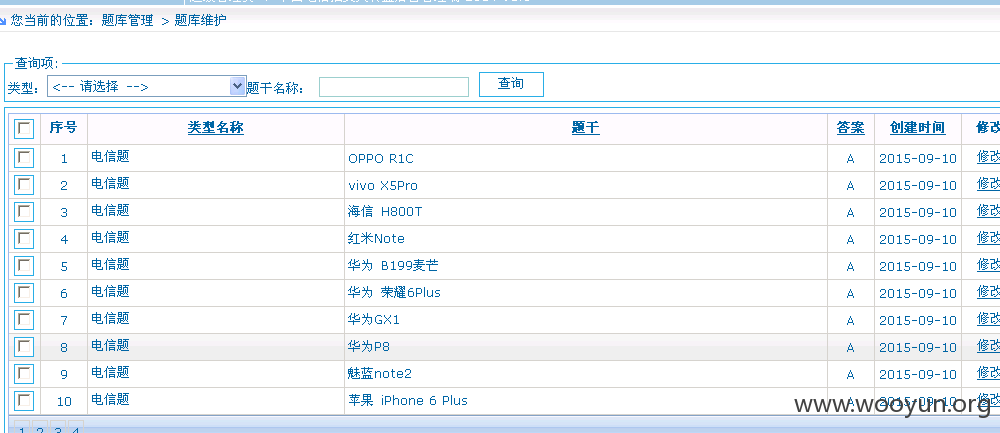 您当前的位置：题库管理 > 题库维护
查询项:
类型： <-- 请选择 --> 题干名称： 查询
序号 类型名称 题干 答案 创建时间 修改
1 电信题 OPPO R1C A 2015-09-10 修改
2 电信题 vivo X5Pro A 2015-09-10 修改
3 电信题 海信 H800T A 2015-09-10 修改
4 电信题 红米Note A 2015-09-10 修改
5 电信题 华为 B199麦芒 A 2015-09-10 修改
6 电信题 华为 荣耀6Plus A 2015-09-10 修改
7 电信题 华为GX1 A 2015-09-10 修改
8 电信题 华为P8 A 2015-09-10 修改
9 电信题 魅蓝note2 A 2015-09-10 修改
10 电信题 苹果 iPhone 6 Plus A 2015-09-10 修改
www.wooyun.org
1 2 3 4